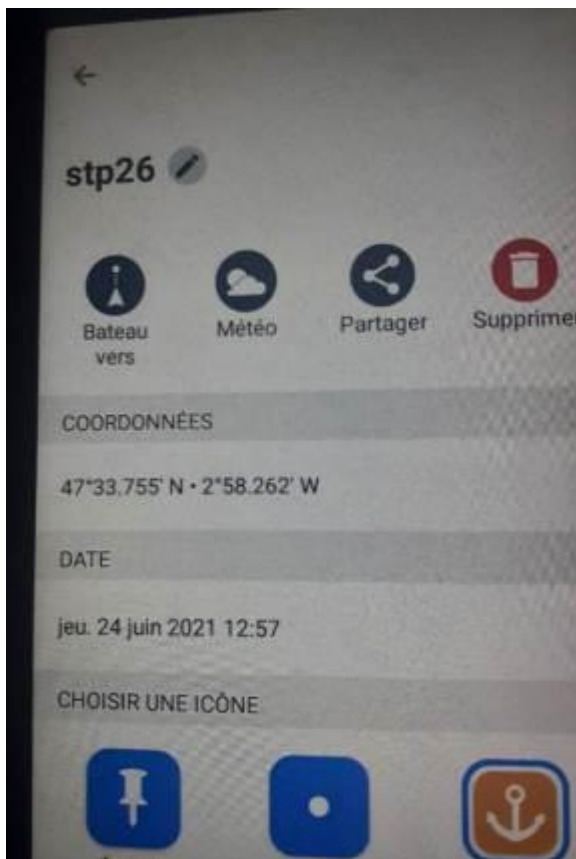 stp26
Bateau vers
Météo
Partager
Supprimer
COORDONNÉES
47°33.755' N • 2°58.262' W
DATE
jeu. 24 juin 2021 12:57
CHOISIR UNE ICÔNE